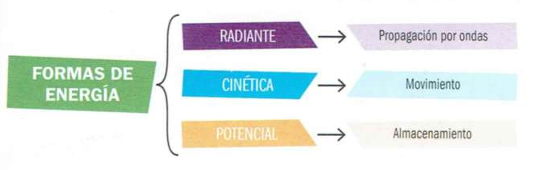 FORMAS DE
ENERGÍA
RADIANTE
Propagación por ondas
CINÉTICA
Movimiento
POTENCIAL
Almacenamiento